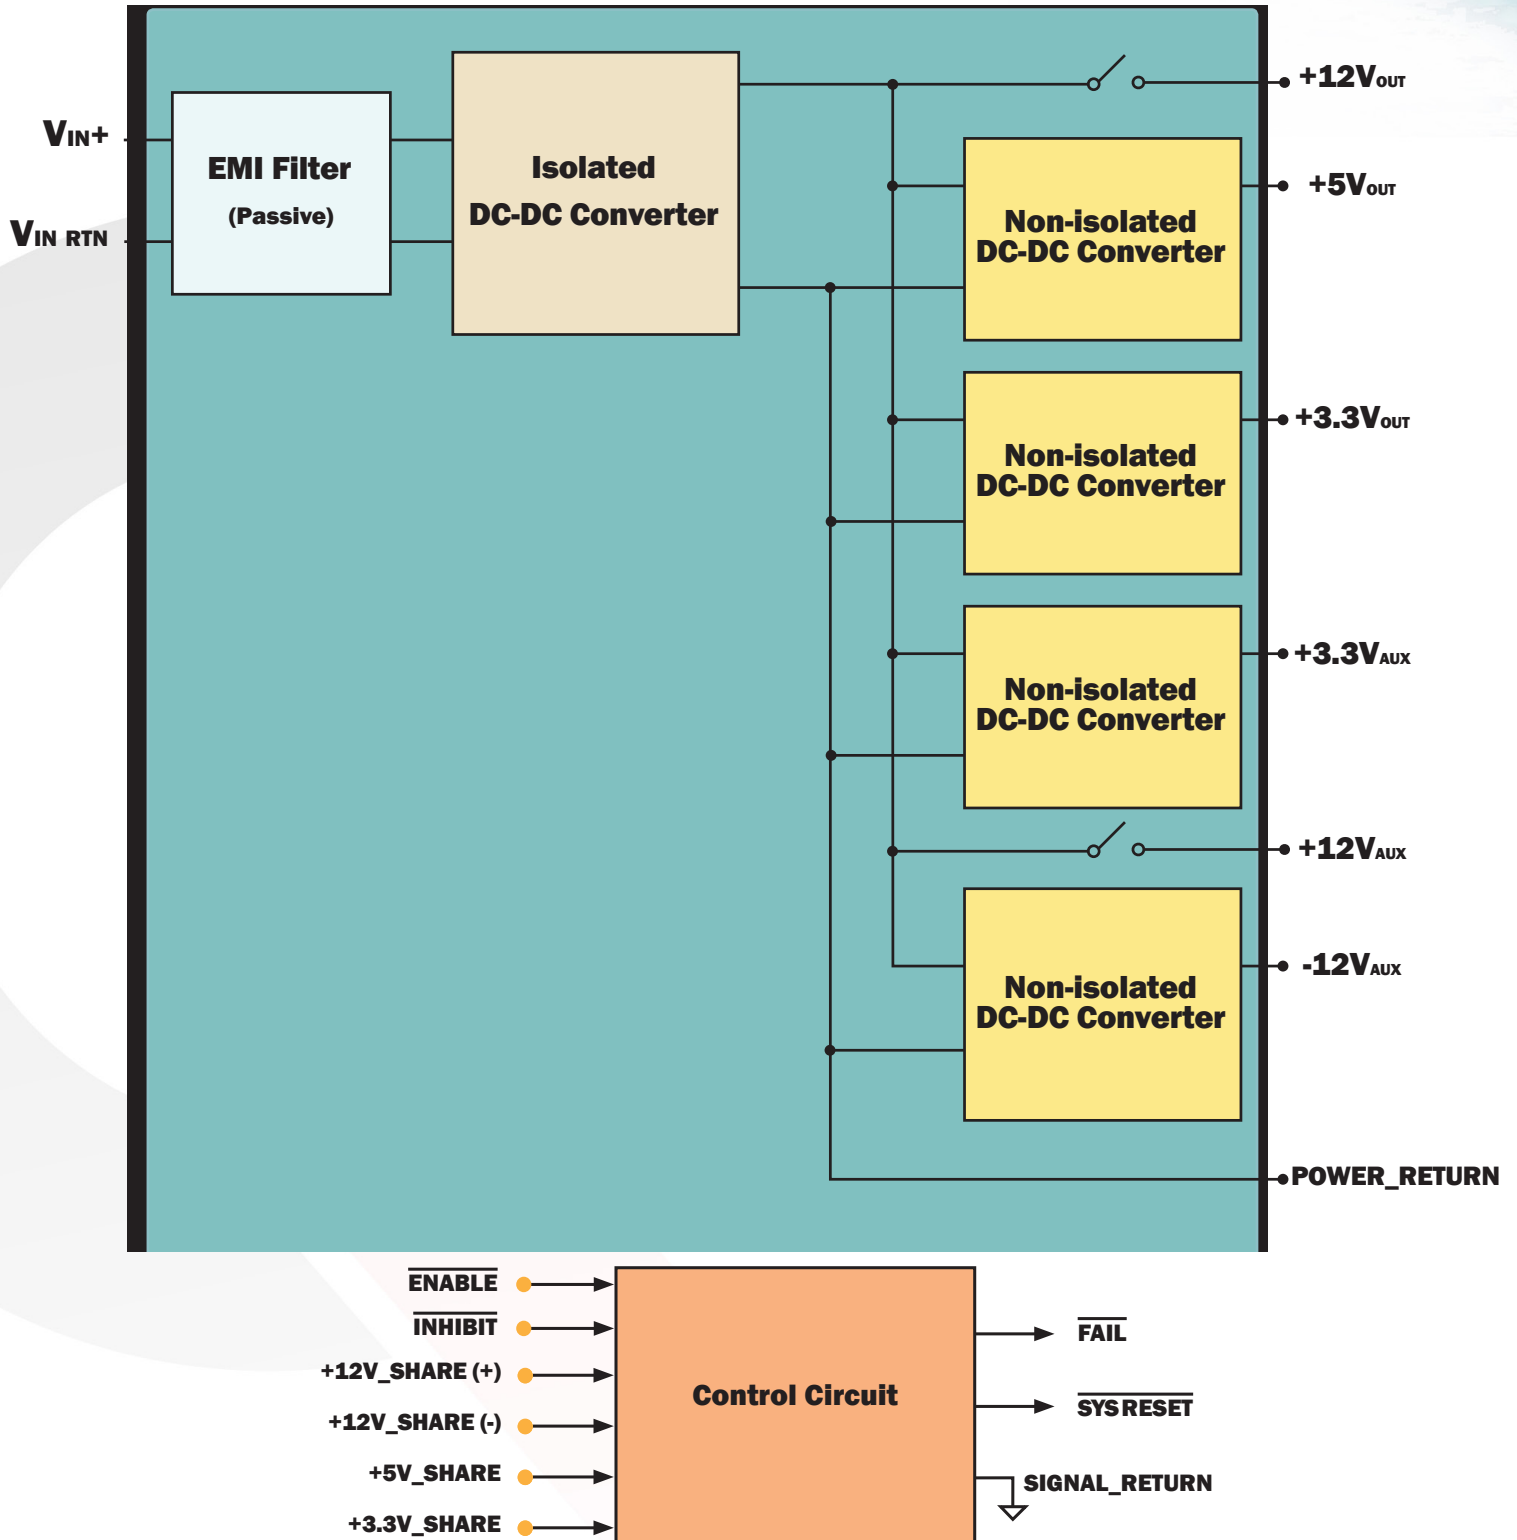 +12VOUT
VIN+
EMI Filter
(Passive)
Isolated
DC-DC Converter
+5VOUT
VIN RTN
Non-isolated
DC-DC Converter
+3.3VOUT
Non-isolated
DC-DC Converter
+3.3VAUX
Non-isolated
DC-DC Converter
+12VAUX
-12VAUX
Non-isolated
DC-DC Converter
POWER_RETURN
ENABLE
INHIBIT
+12V_SHARE (+)
+12V_SHARE (-)
+5V_SHARE
+3.3V_SHARE
Control Circuit
FAIL
SYS RESET
SIGNAL_RETURN